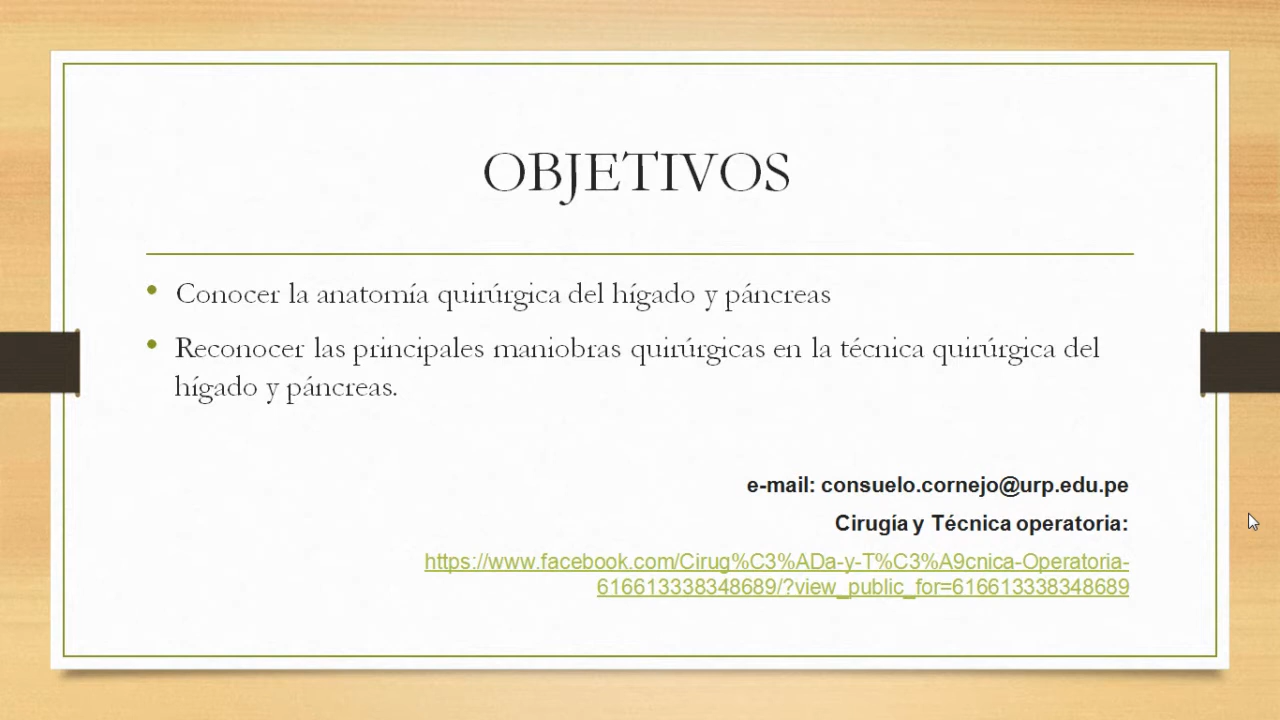 OBJETIVOS
• Conocer la anatomía quirúrgica del hígado y páncreas
• Reconocer las principales maniobras quirúrgicas en la técnica quirúrgica del
hígado y páncreas.
e-mail: consuelo.cornejo@urp.edu.pe
Cirugía y Técnica operatoria:
https://www.facebook.com/Cirug%C3%ADa-y-T%C3%A9cnica-Operatoria-
616613338348689/?view_public_for=616613338348689